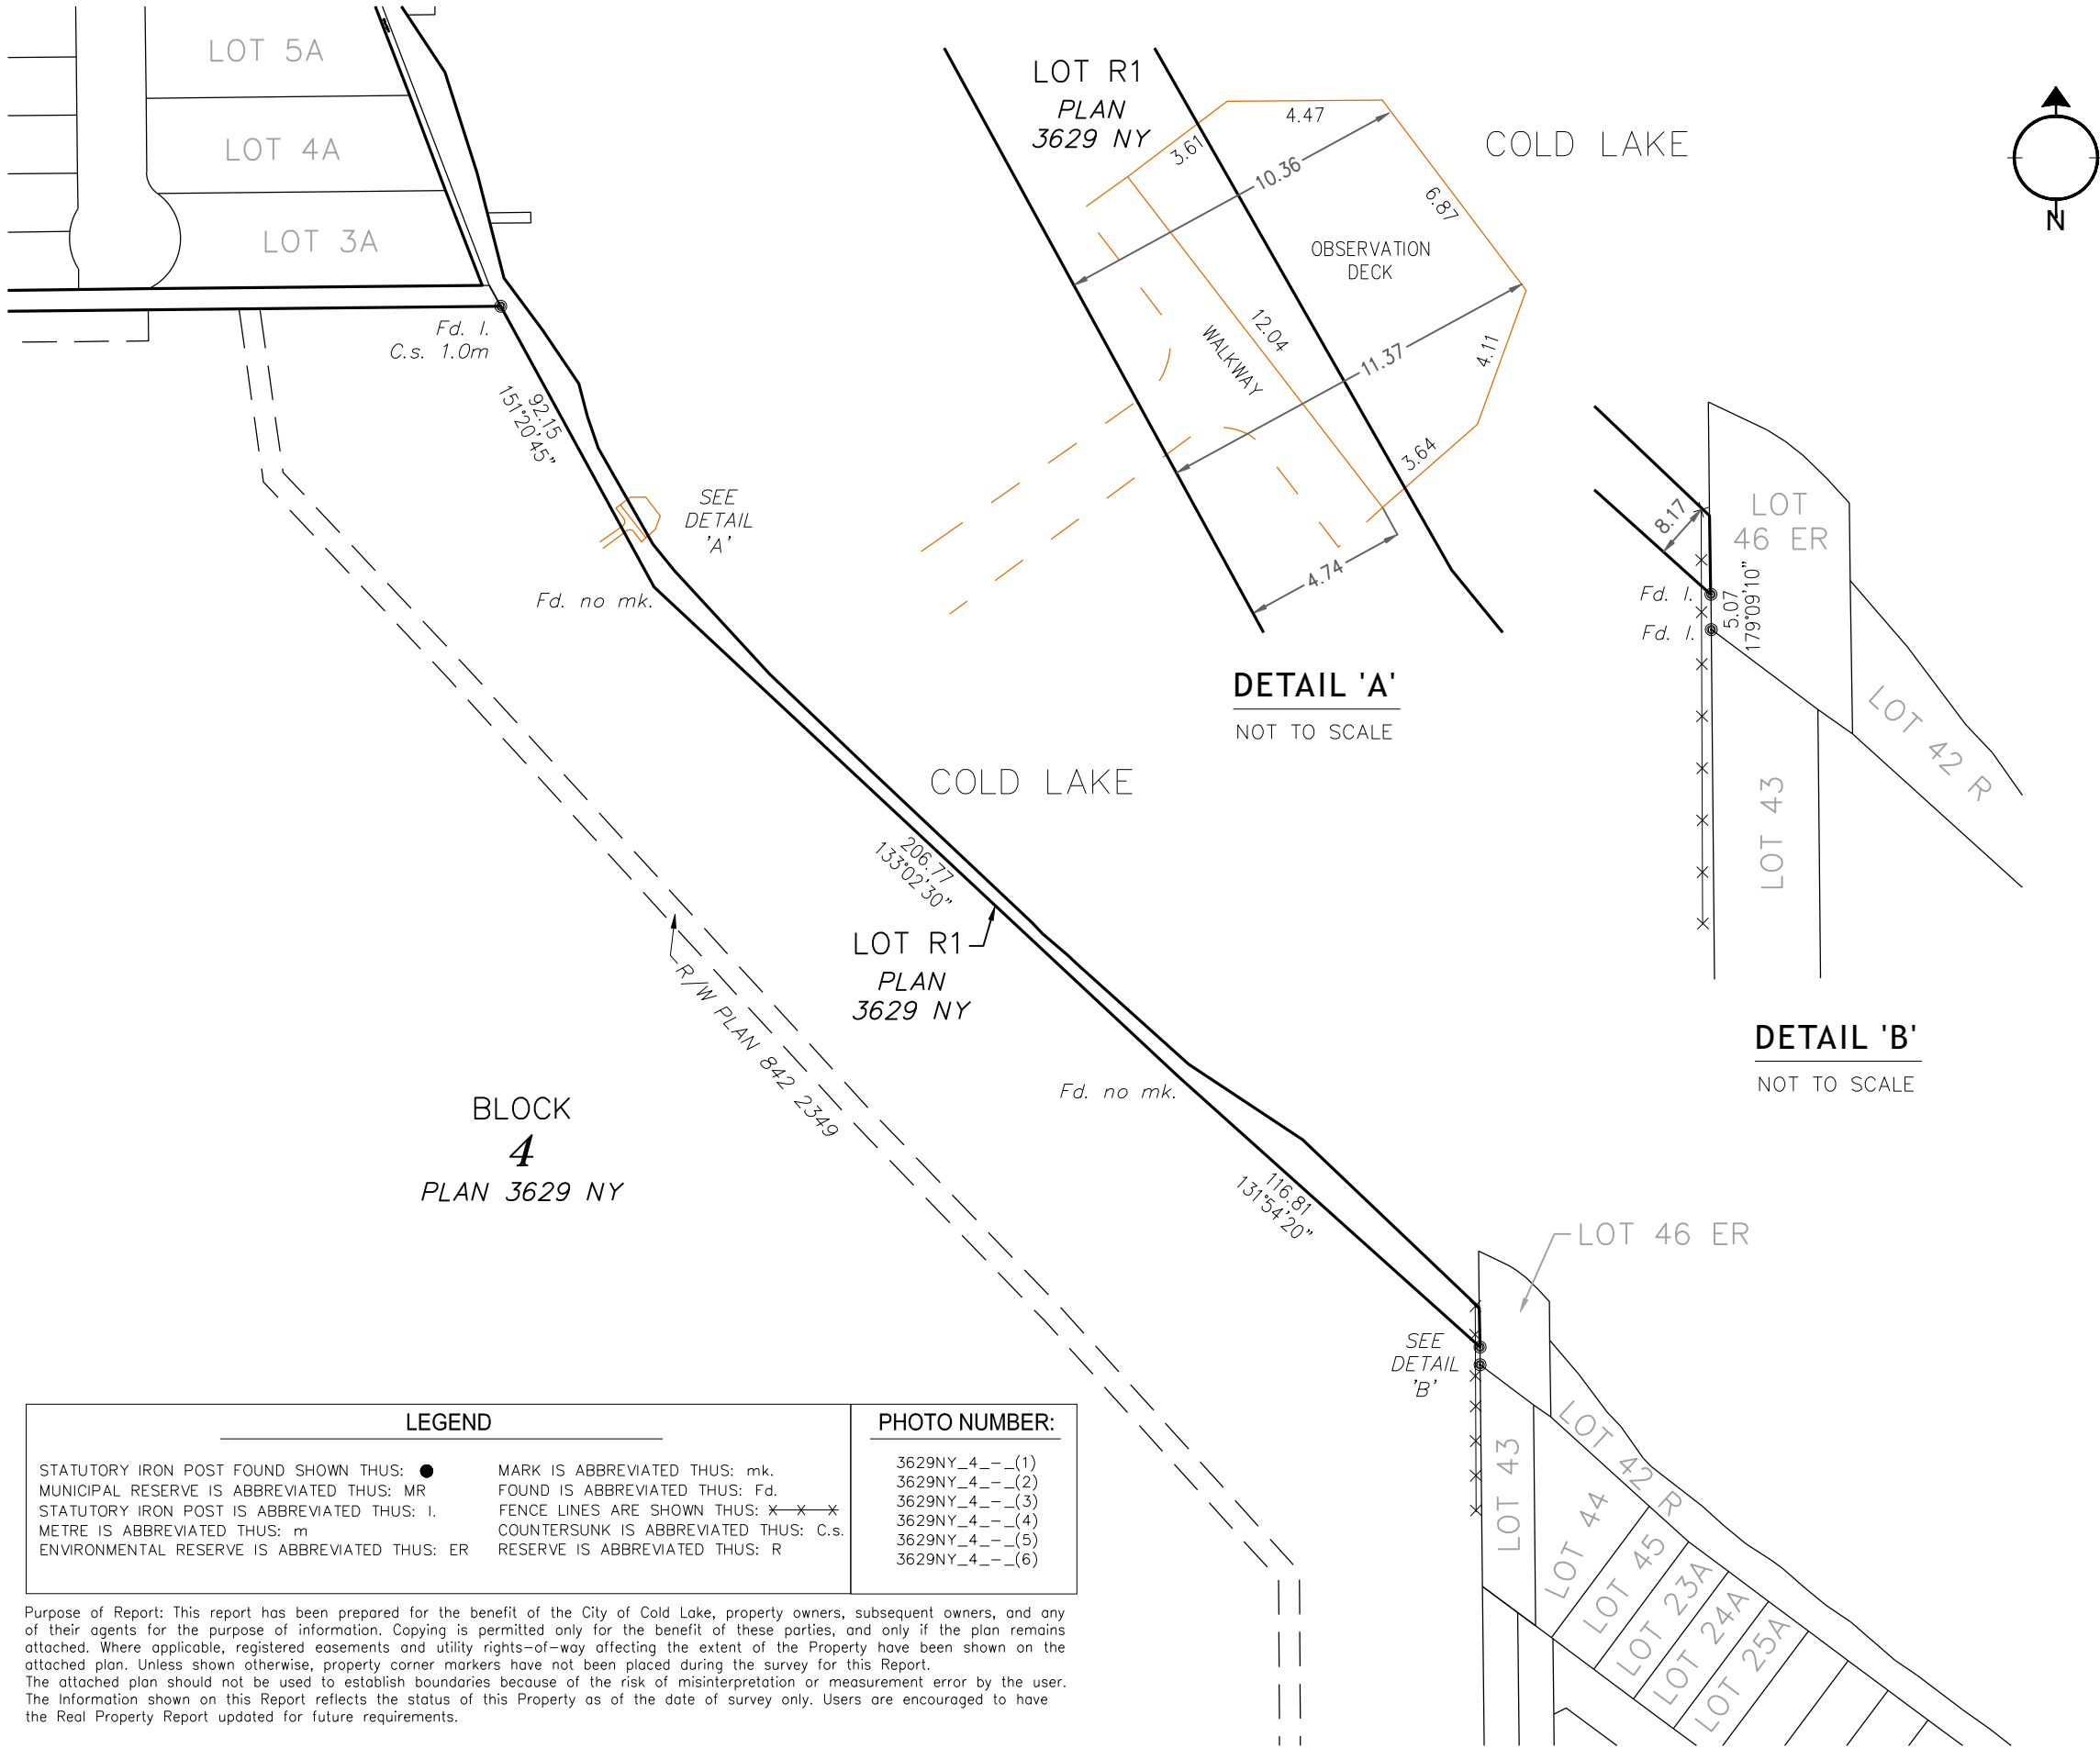 LOT 5A
LOT 4A
LOT 3A
Fd. I.
C.s. 1.0m
92.15
151°20'45"
SEE
DETAIL
'A'
Fd. no mk.
LOT R1
PLAN
3629 NY
4.47
3.61
10.36
COLD LAKE
6.87
OBSERVATION
DECK
12.04
WALKWAY
11.37
4.11
3.64
4.74
DETAIL 'A'
NOT TO SCALE
N
LOT
46 ER
8.17
Fd. I.
Fd. I.
5.07
179°09'10"
LOT 42 R
LOT 43
DETAIL 'B'
NOT TO SCALE
COLD LAKE
206.77
133°02'30"
LOT R1
PLAN
3629 NY
R/W PLAN 842 2349
Fd. no mk.
BLOCK
4
PLAN 3629 NY
116.81
131°54'20"
LOT 46 ER
SEE
DETAIL
'B'
LOT 42 R
LOT 43
LOT 44
LOT 45
LOT 23A
LOT 24A
LOT 25A
LEGEND
STATUTORY IRON POST FOUND SHOWN THUS:
MUNICIPAL RESERVE IS ABBREVIATED THUS: MR
STATUTORY IRON POST IS ABBREVIATED THUS: I.
METRE IS ABBREVIATED THUS: m
ENVIRONMENTAL RESERVE IS ABBREVIATED THUS: ER
MARK IS ABBREVIATED THUS: mk.
FOUND IS ABBREVIATED THUS: Fd.
FENCE LINES ARE SHOWN THUS: X X X
COUNTERSUNK IS ABBREVIATED THUS: C.s.
RESERVE IS ABBREVIATED THUS: R
PHOTO NUMBER:
3629NY_4_-_(1)
3629NY_4_-_(2)
3629NY_4_-_(3)
3629NY_4_-_(4)
3629NY_4_-_(5)
3629NY_4_-_(6)
Purpose of Report: This report has been prepared for the benefit of the City of Cold Lake, property owners, subsequent owners, and any
of their agents for the purpose of information. Copying is permitted only for the benefit of these parties, and only if the plan remains
attached. Where applicable, registered easements and utility rights-of-way affecting the extent of the Property have been shown on the
attached plan. Unless shown otherwise, property corner markers have not been placed during the survey for this Report.
The attached plan should not be used to establish boundaries because of the risk of misinterpretation or measurement error by the user.
The Information shown on this Report reflects the status of this Property as of the date of survey only. Users are encouraged to have
the Real Property Report updated for future requirements.